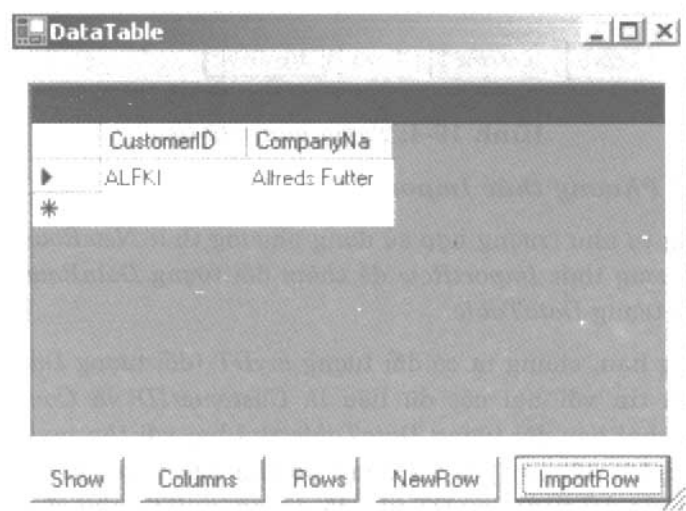 DataTable
CustomerID CompanyNa
ALFKI Alfreds Futter
Show Columns Rows NewRow ImportRow